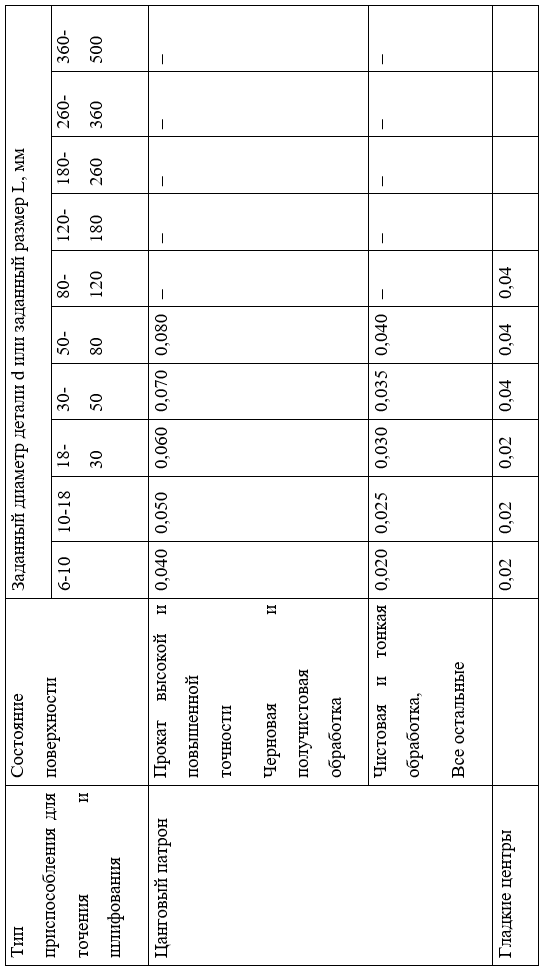 Тип
приспособления для
точения и
шлифования
Состояние
поверхности
Заданный диаметр детали d или заданный размер L, мм
6-10
10-18
18-
30
30-
50
50-
80
80-
120
120-
180
180-
260
260-
360
360-
500
Цанговый патрон
Прокат высокой и
повышенной
точности
Черновая и
получистовая
обработка
0,040
0,050
0,060
0,070
0,080
–
–
–
–
–
Чистовая и тонкая
обработка,
Все остальные
0,020
0,025
0,030
0,035
0,040
–
–
–
–
–
Гладкие центры
0,02
0,02
0,02
0,04
0,04
0,04